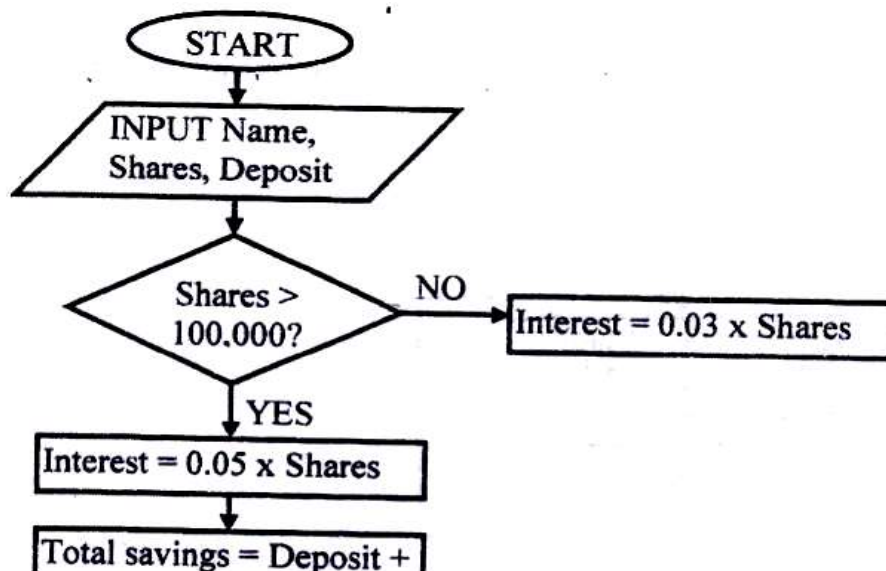 START
INPUT Name,
Shares, Deposit
Shares >
100.000?
NO
Interest = 0.03 x Shares
YES
Interest = 0.05 x Shares
Total savings = Deposit +